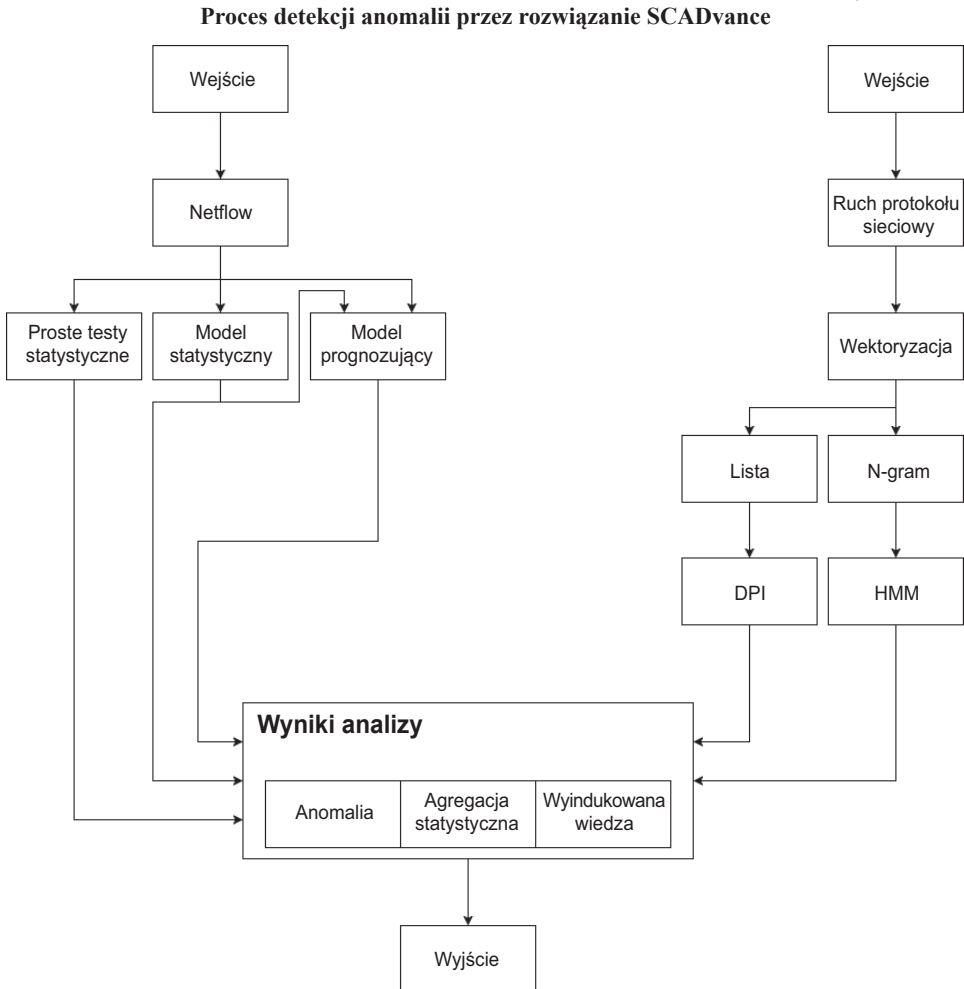 Proces detekcji anomalii przez rozwiązanie SCADvance
Wejście
Wejście
Netflow
Ruch protokołu
sieciowy
Proste testy
statystyczne
Model
statystyczny
Model
prognozujący
Wektoryzacja
Lista
N-gram
DPI
HMM
Wyniki analizy
Anomalia
Agregacja
statystyczna
Wyindukowana
wiedza
Wyjście